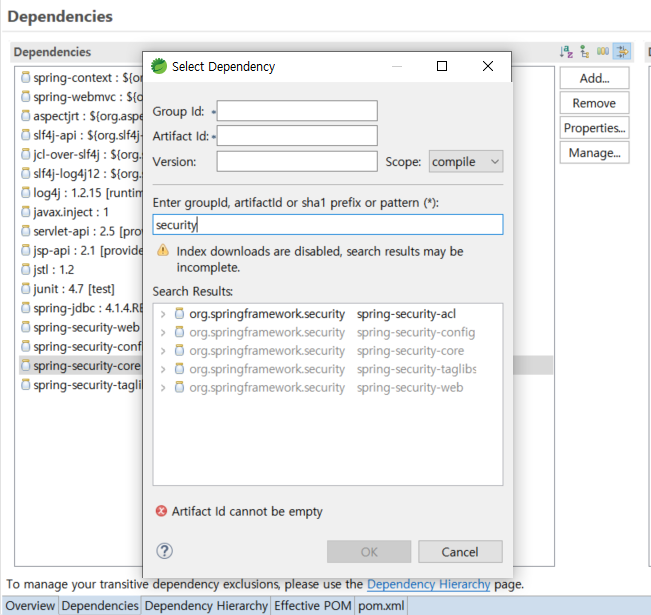 Dependencies
Dependencies
spring-context : ${or
spring-webmvc : ${o
aspectjrt : ${org.aspe
slf4j-api : ${org.slf4j-
jcl-over-slf4j : ${org.
slf4j-log4j12 : ${org.
log4j : 1.2.15 [runtim
javax.inject : 1
servlet-api : 2.5 [prov
jsp-api : 2.1 [provide
jstl : 1.2
junit : 4.7 [test]
spring-jdbc : 4.1.4.RE
spring-security-web
spring-security-conf
spring-security-core
spring-security-tagli
Add...
Remove
Properties...
Manage...
Select Dependency
Group Id: *
Artifact Id: *
Version:
Scope: compile
Enter groupId, artifactId or sha1 prefix or pattern (*):
security
Index downloads are disabled, search results may be
incomplete.
Search Results:
org.springframework.security spring-security-acl
org.springframework.security spring-security-config
org.springframework.security spring-security-core
org.springframework.security spring-security-taglibs
org.springframework.security spring-security-web
Artifact Id cannot be empty
OK Cancel
To manage your transitive dependency exclusions, please use the Dependency Hierarchy page.
Overview Dependencies Dependency Hierarchy Effective POM pom.xml